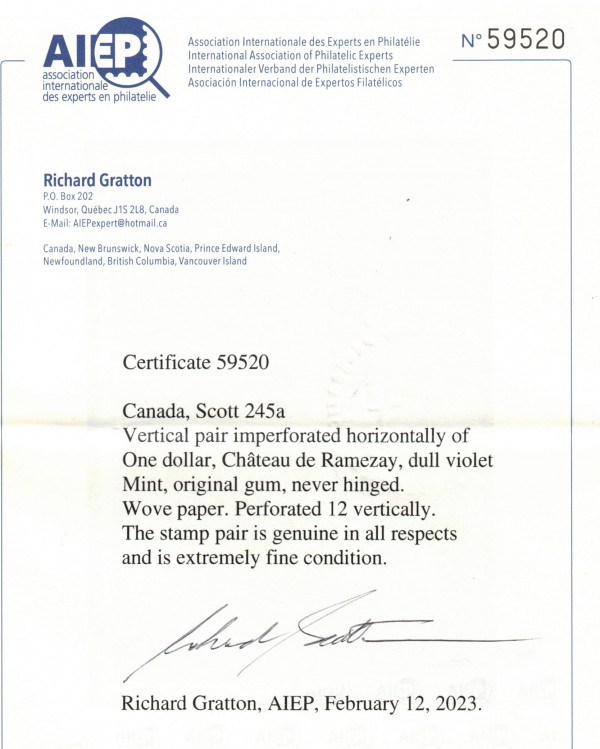 AIEP
association
internationale
des experts en philatelie
Association Internationale des Experts en Philatélie
International Association of Philatelic Experts
Internationaler Verband der Philatelistischen Experten
Asociación Internacional de Expertos Filatélicos
N° 59520
Richard Gratton
P.O. Box 202
Windsor, Québec J1S 2L8, Canada
E-Mail: AIEPexpert@hotmail.ca
Canada, New Brunswick, Nova Scotia, Prince Edward Island,
Newfoundland, British Columbia, Vancouver Island
Certificate 59520
Canada, Scott 245a
Vertical pair imperforated horizontally of
One dollar, Château de Ramezay, dull violet
Mint, original gum, never hinged.
Wove paper. Perforated 12 vertically.
The stamp pair is genuine in all respects
and is extremely fine condition.
Richard Gratton, AIEP, February 12, 2023.